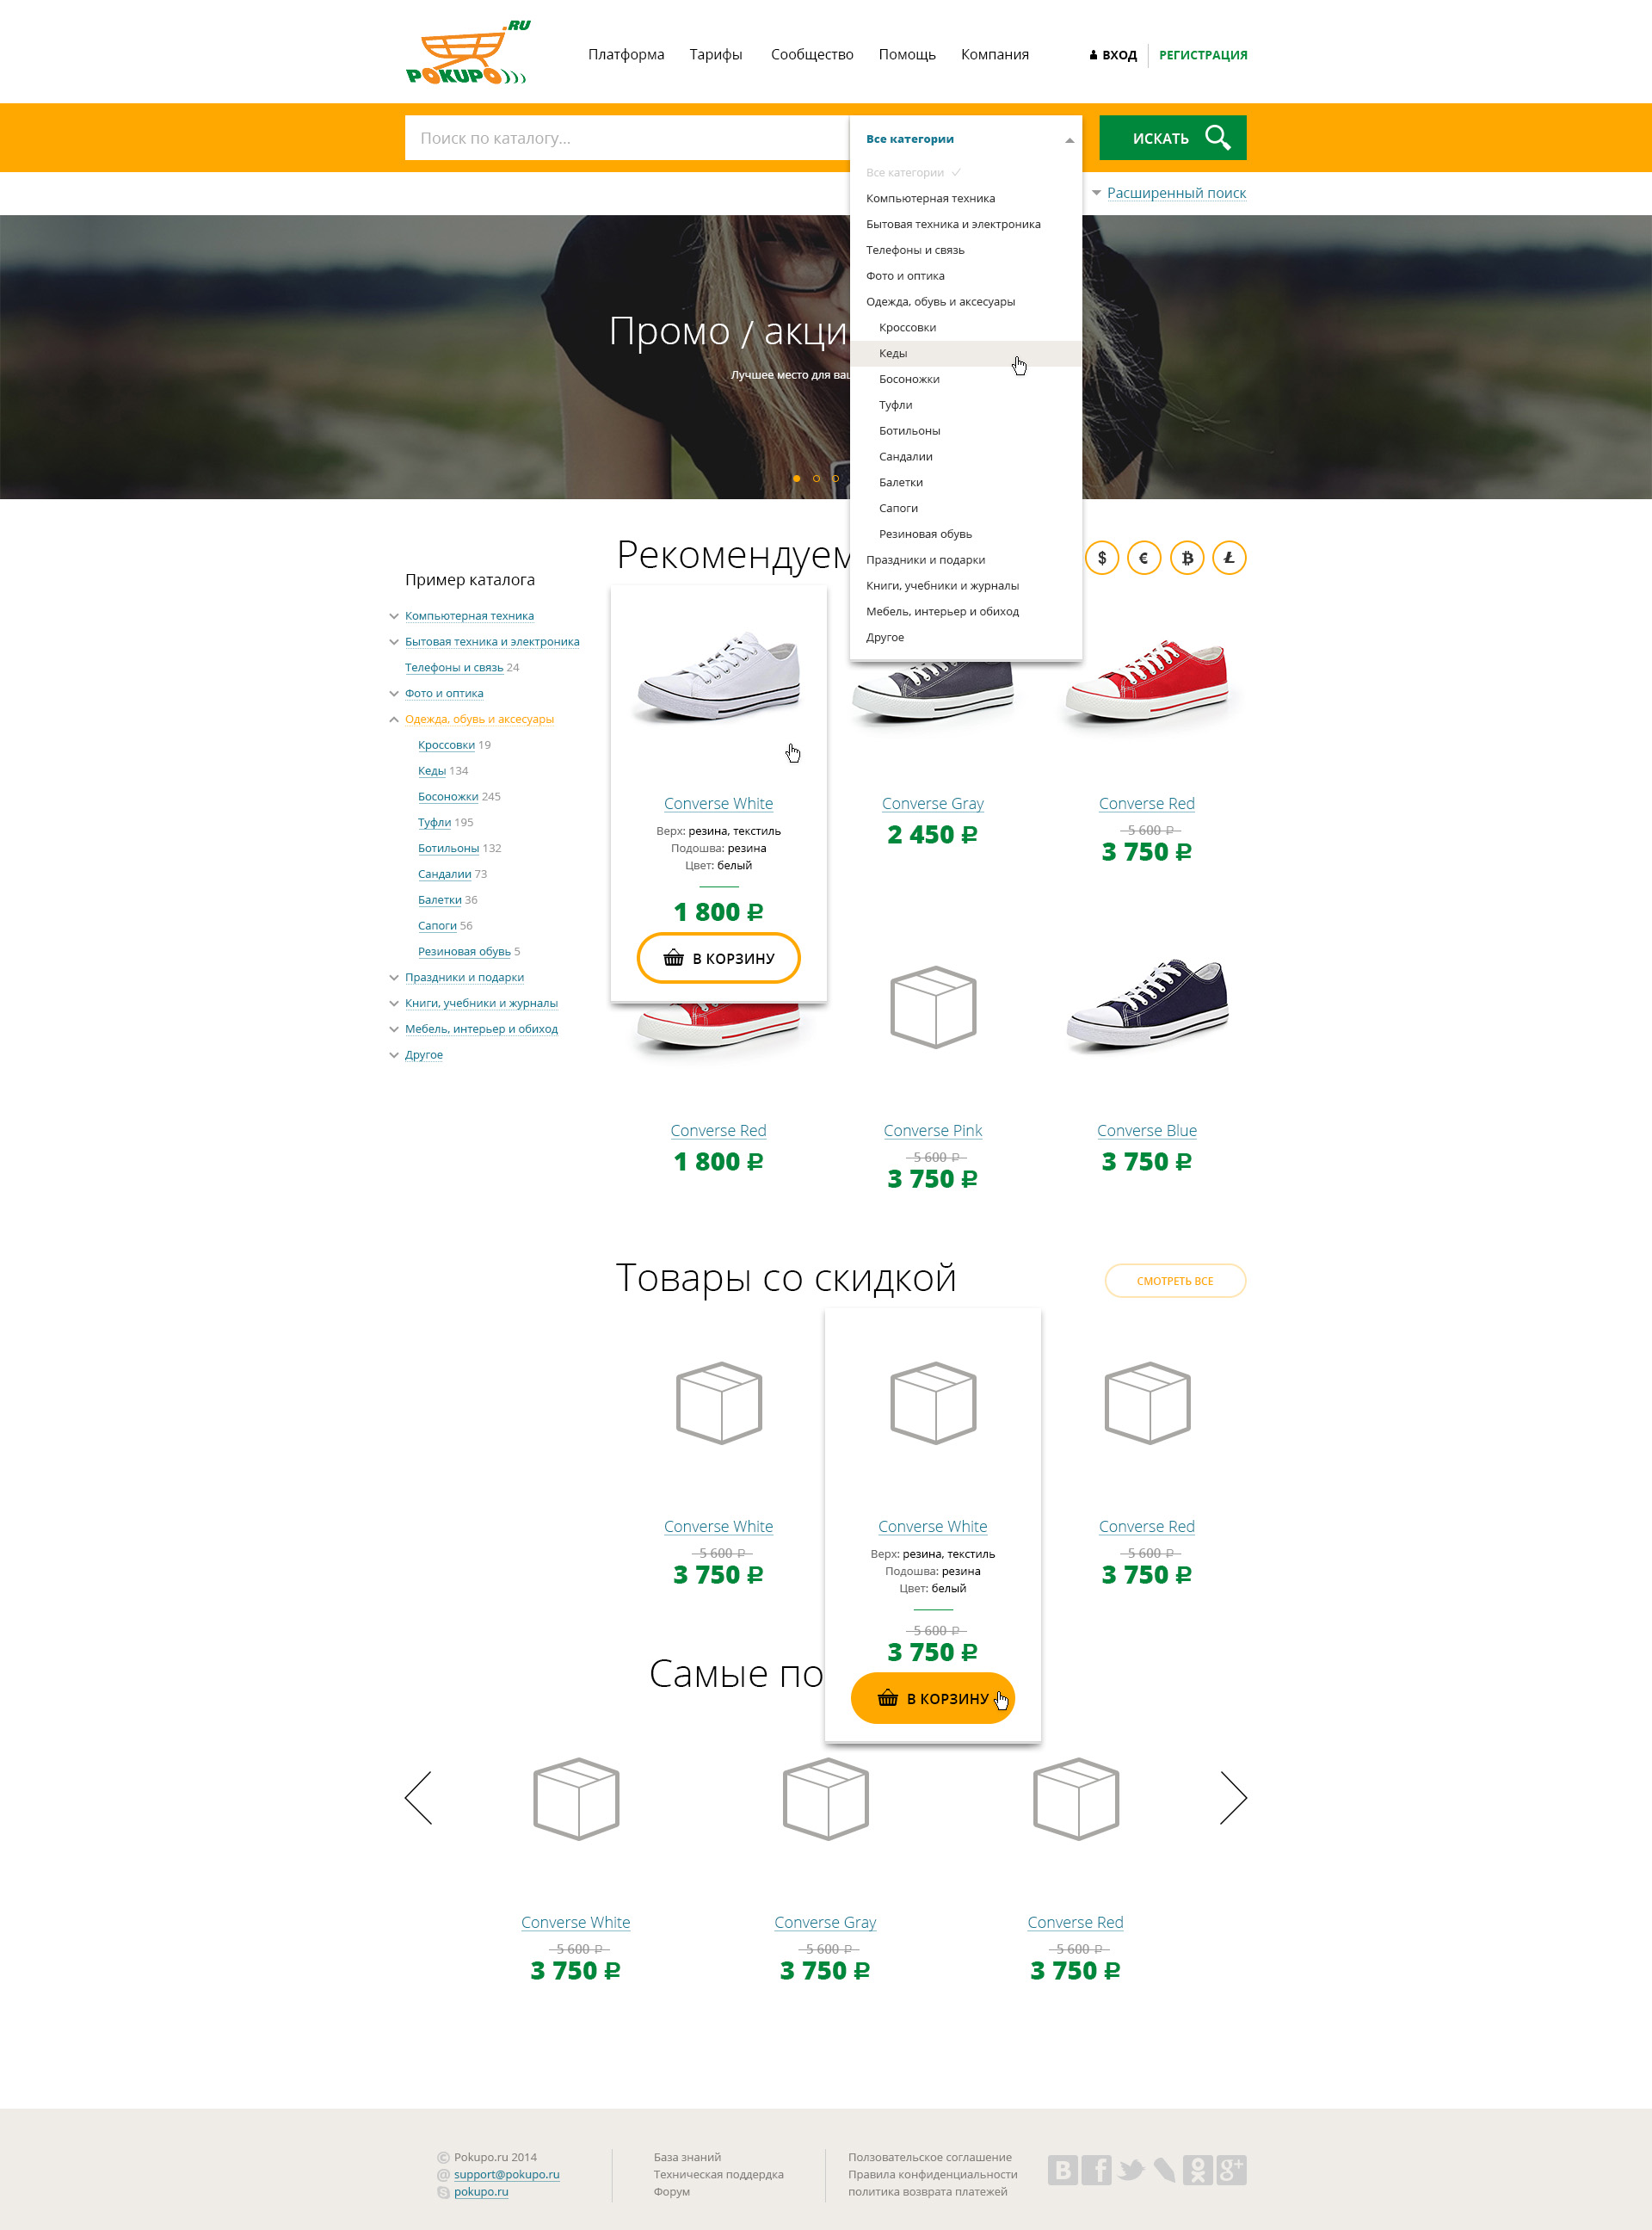 POKUPO.RU
Платформа Тарифы Сообщество Помощь Компания
ВХОД РЕГИСТРАЦИЯ
Поиск по каталогу...
Все категории
ИСКАТЬ
Расширенный поиск
Все категории
Компьютерная техника
Бытовая техника и электроника
Телефоны и связь
Фото и оптика
Одежда, обувь и аксесуары
Кроссовки
Кеды
Босоножки
Туфли
Ботильоны
Сандалии
Балетки
Сапоги
Резиновая обувь
Праздники и подарки
Книги, учебники и журналы
Мебель, интерьер и обиход
Другое
Промо / акци
Лучшее место для ваш
Рекомендуем
$ €
Пример каталога
Компьютерная техника
Бытовая техника и электроника
Телефоны и связь 24
Фото и оптика
Одежда, обувь и аксесуары
Кроссовки 19
Кеды 134
Босоножки 245
Туфли 195
Ботильоны 132
Сандалии 73
Балетки 36
Сапоги 56
Резиновая обувь 5
Праздники и подарки
Книги, учебники и журналы
Мебель, интерьер и обиход
Другое
Converse White
Верх: резина, текстиль
Подошва: резина
Цвет: белый
1 800 ₽
В КОРЗИНУ
Converse Gray
2 450 ₽
Converse Red
5 600 ₽
3 750 ₽
Converse Red
1 800 ₽
Converse Pink
5 600 ₽
3 750 ₽
Converse Blue
3 750 ₽
Товары со скидкой
СМОТРЕТЬ ВСЕ
Converse White
5 600 ₽
3 750 ₽
Converse White
Верх: резина, текстиль
Подошва: резина
Цвет: белый
5 600 ₽
3 750 ₽
В КОРЗИНУ
Converse Red
5 600 ₽
3 750 ₽
Самые по
Converse White
5 600 ₽
3 750 ₽
Converse Gray
5 600 ₽
3 750 ₽
Converse Red
5 600 ₽
3 750 ₽
© Pokupo.ru 2014
@ support@pokupo.ru
pokupo.ru
База знаний
Техническая поддердка
Форум
Ползовательское соглашение
Правила конфиденциальности
политика возврата платежей